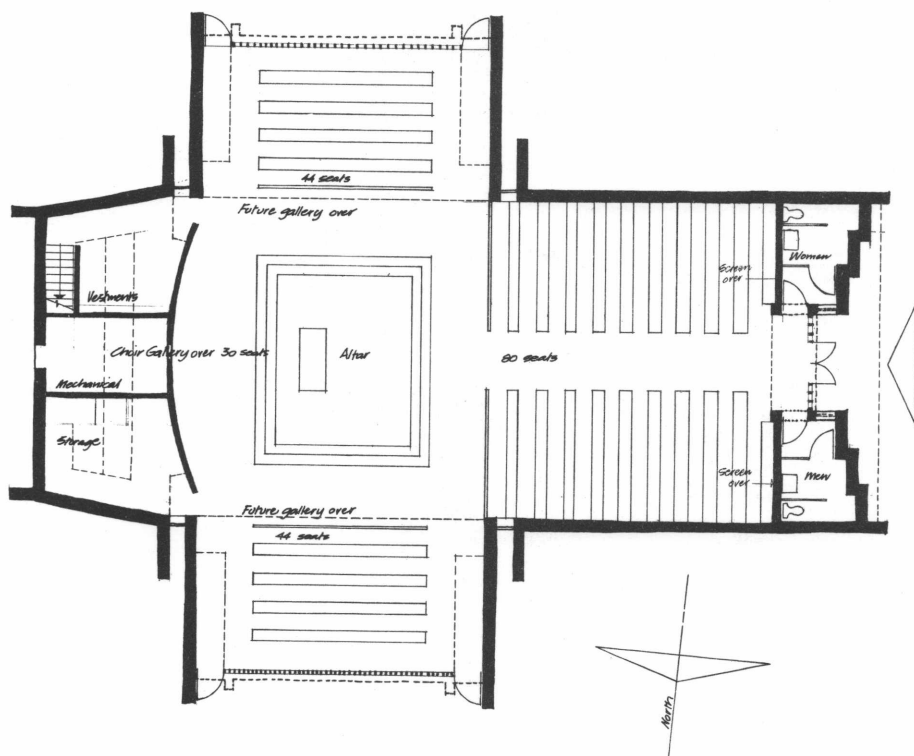 44 seats
Future gallery over
Women
Screen
over
Vestments
Choir Gallery over 30 seats
Altar
80 seats
Mechanical
Storage
Screen
over
Men
Future gallery over
44 seats
North